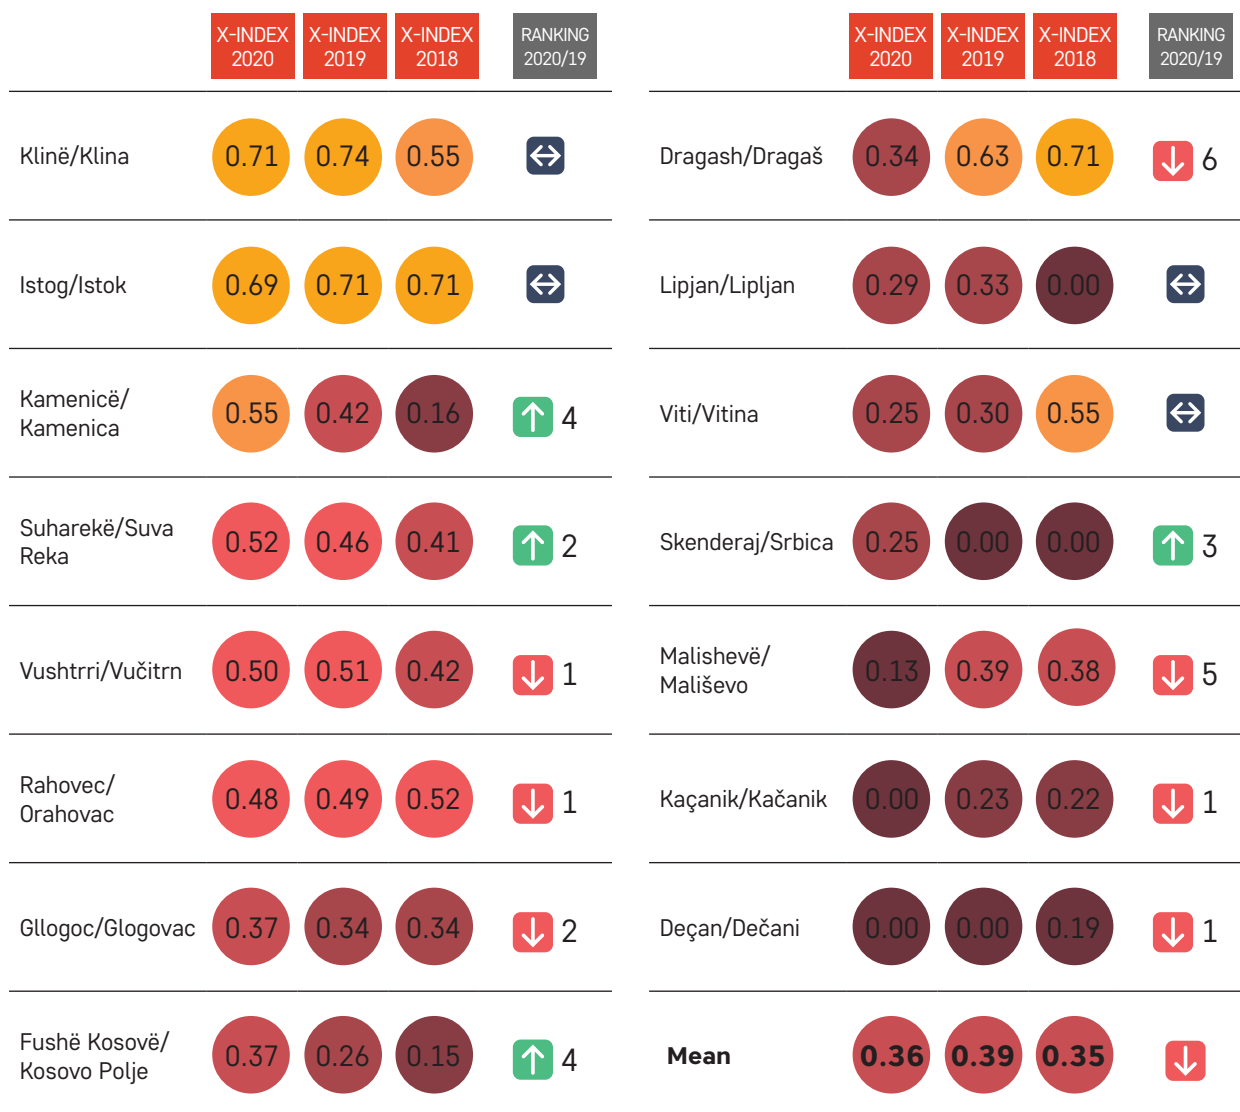 X-INDEX 2020 X-INDEX 2019 X-INDEX 2018 RANKING 2020/19
Klinë/Klina 0.71 0.74 0.55
Istog/Istok 0.69 0.71 0.71
Kamenicë/
Kamenica 0.55 0.42 0.16 4
Suharekë/Suva
Reka 0.52 0.46 0.41 2
Vushtrri/Vučitrn 0.50 0.51 0.42 1
Rahovec/
Orahovac 0.48 0.49 0.52 1
Gllogoc/Glogovac 0.37 0.34 0.34 2
Fushë Kosovë/
Kosovo Polje 0.37 0.26 0.15 4
X-INDEX 2020 X-INDEX 2019 X-INDEX 2018 RANKING 2020/19
Dragash/Dragaš 0.34 0.63 0.71 6
Lipjan/Lipljan 0.29 0.33 0.00
Viti/Vitina 0.25 0.30 0.55
Skenderaj/Srbica 0.25 0.00 0.00 3
Malishevë/
Mališevo 0.13 0.39 0.38 5
Kaçanik/Kačanik 0.00 0.23 0.22 1
Deçan/Dečani 0.00 0.00 0.19 1
Mean 0.36 0.39 0.35